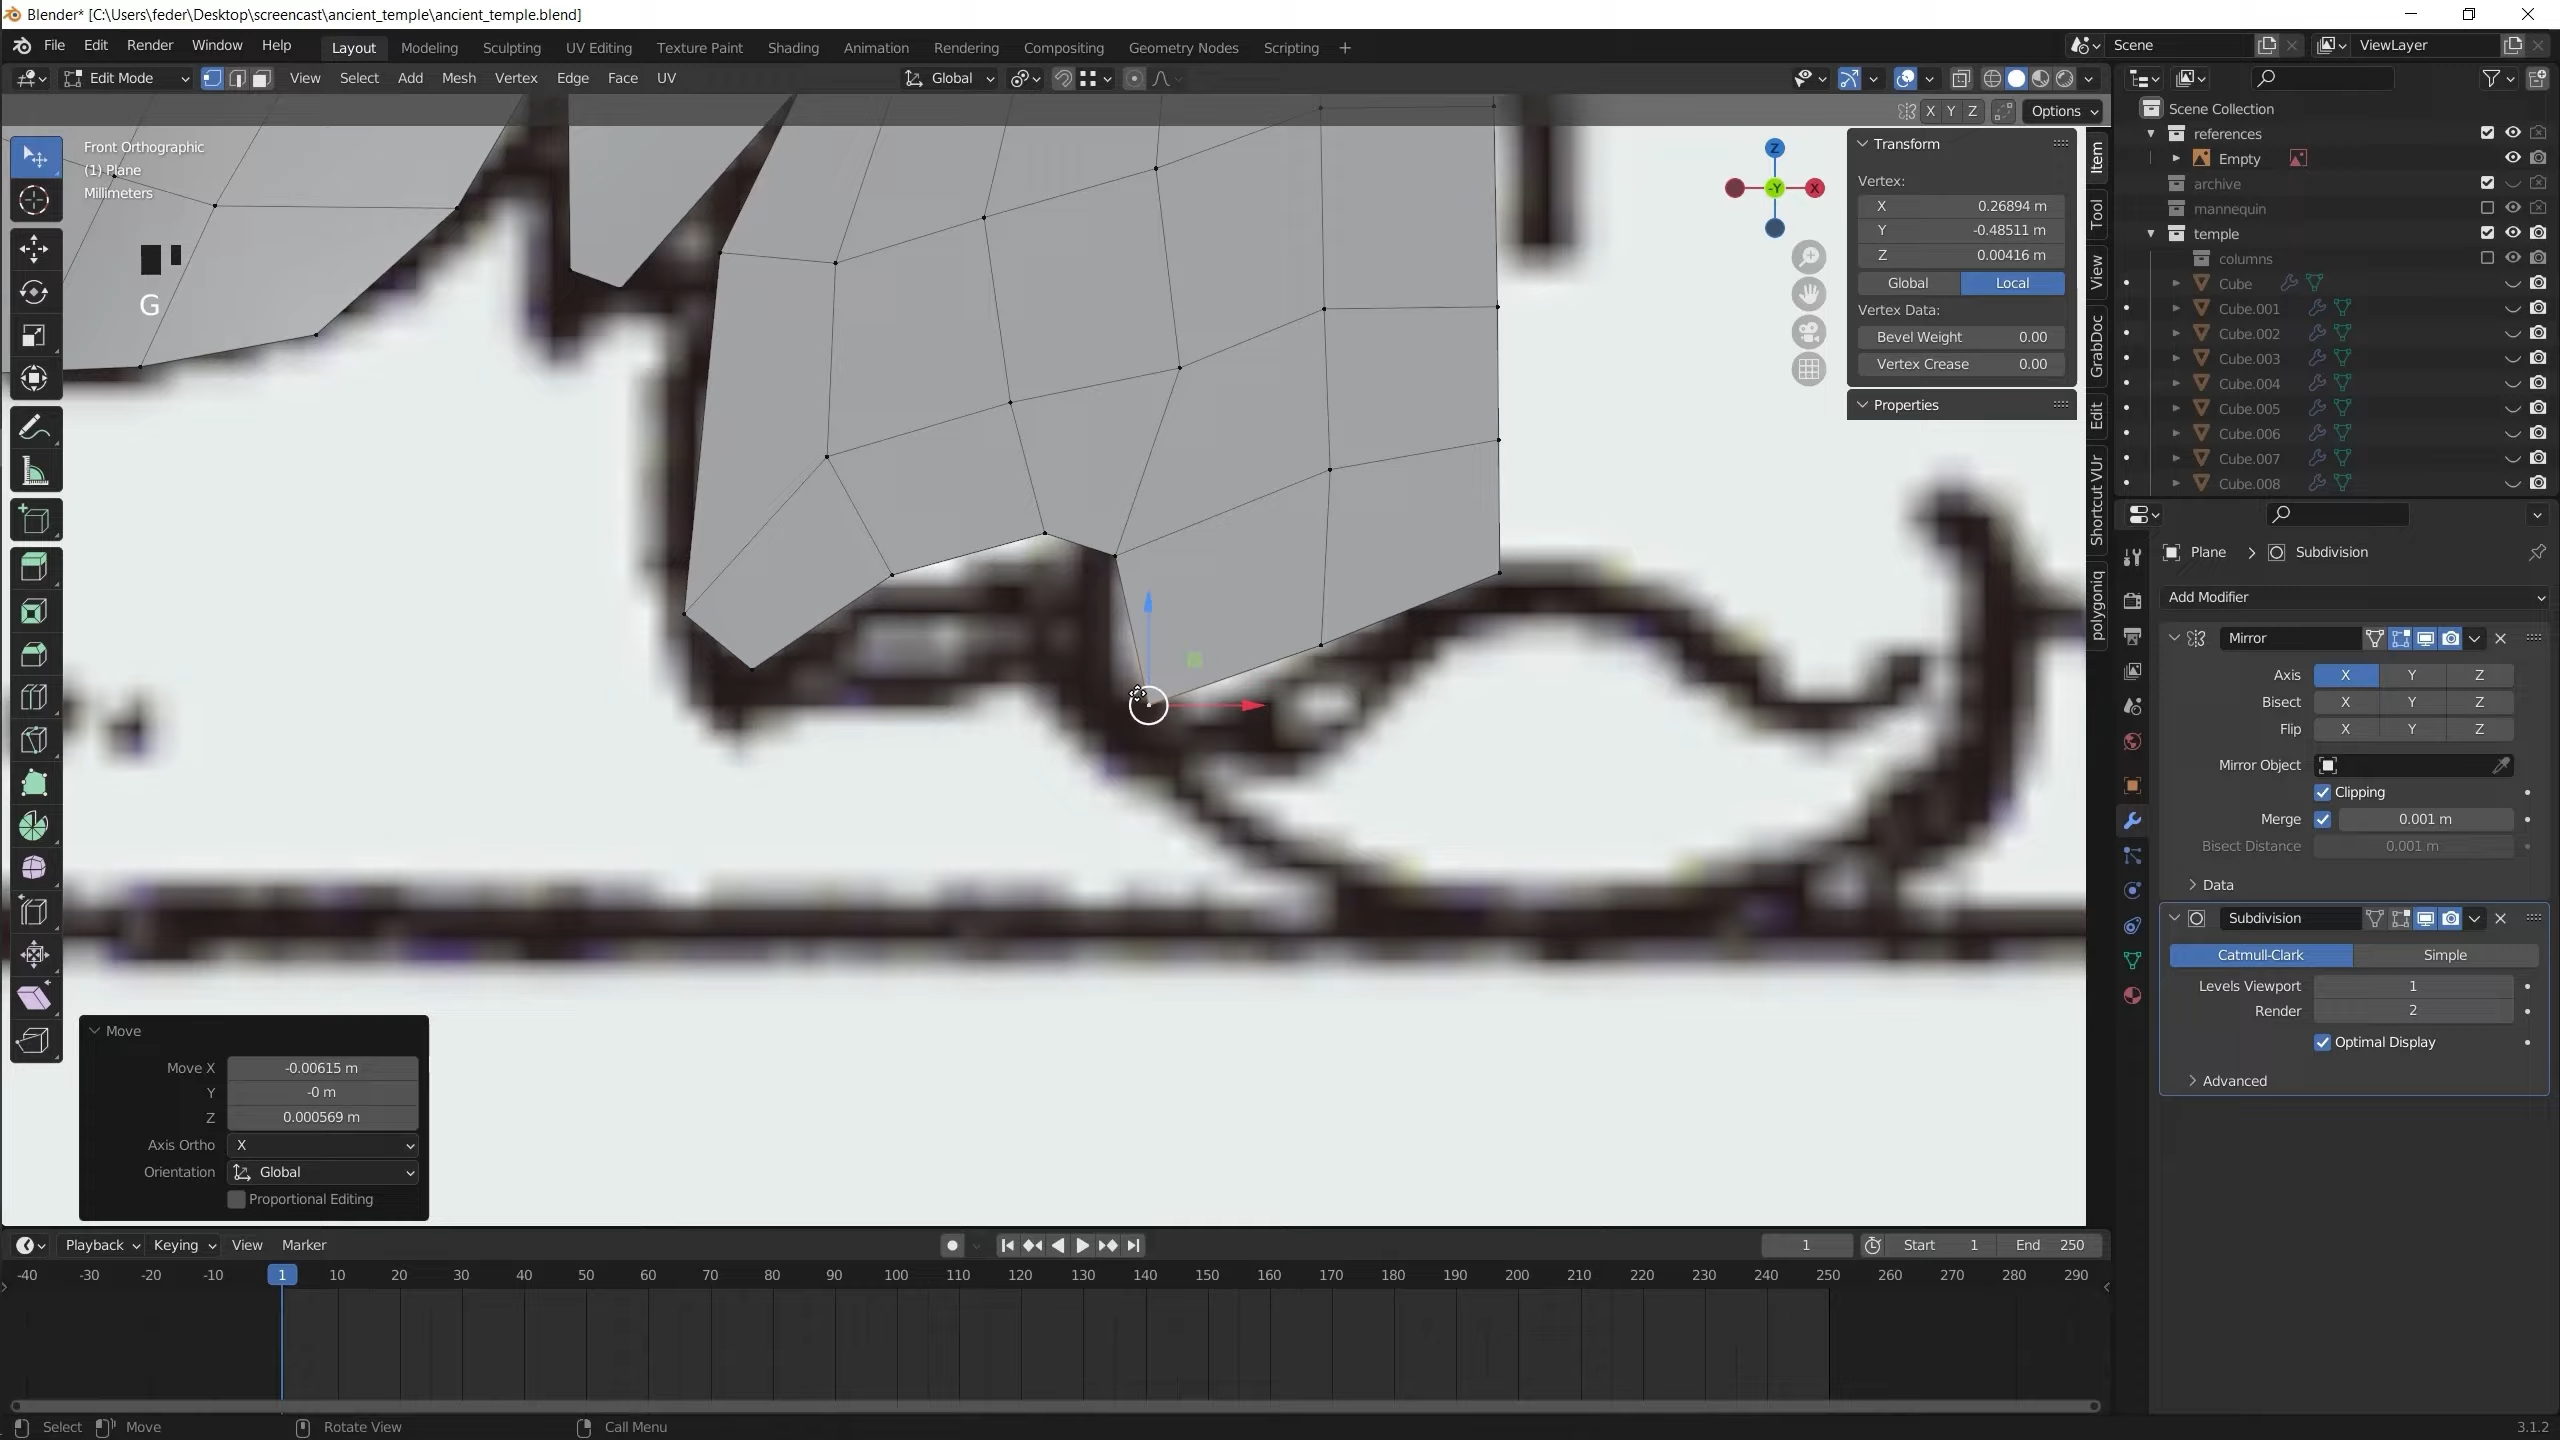 Blender* [C:\Users\feder\Desktop\screencast\ancient_temple\ancient_temple.blend]
File Edit Render Window Help Layout Modeling Sculpting UV Editing Texture Paint Shading Animation Rendering Compositing Geometry Nodes Scripting + Scene ViewLayer
Edit Mode View Select Add Mesh Vertex Edge Face UV Global
X Y Z Options
Front Orthographic
(1) Plane
Millimeters
G
Z
-Y
X
Transform
Vertex:
X 0.26894 m
Y -0.48511 m
Z 0.00416 m
Global Local
Vertex Data:
Bevel Weight 0.00
Vertex Crease 0.00
Properties
Item
Tool
View
GrabDoc
Edit
Shortcut VUr
polygoniq
Scene Collection
references
Empty
archive
mannequin
temple
columns
Cube
Cube.001
Cube.002
Cube.003
Cube.004
Cube.005
Cube.006
Cube.007
Cube.008
Plane > Subdivision
Add Modifier
Mirror
Axis X Y Z
Bisect X Y Z
Flip X Y Z
Mirror Object
Clipping
Merge 0.001 m
Bisect Distance 0.001 m
Data
Subdivision
Catmull-Clark Simple
Levels Viewport 1
Render 2
Optimal Display
Advanced
Move
Move X -0.00615 m
Y -0 m
Z 0.000569 m
Axis Ortho X
Orientation Global
Proportional Editing
Playback Keying View Marker 1 Start 1 End 250
-40 -30 -20 -10 1 10 20 30 40 50 60 70 80 90 100 110 120 130 140 150 160 170 180 190 200 210 220 230 240 250 260 270 280 290
Select Move Rotate View Call Menu 3.1.2